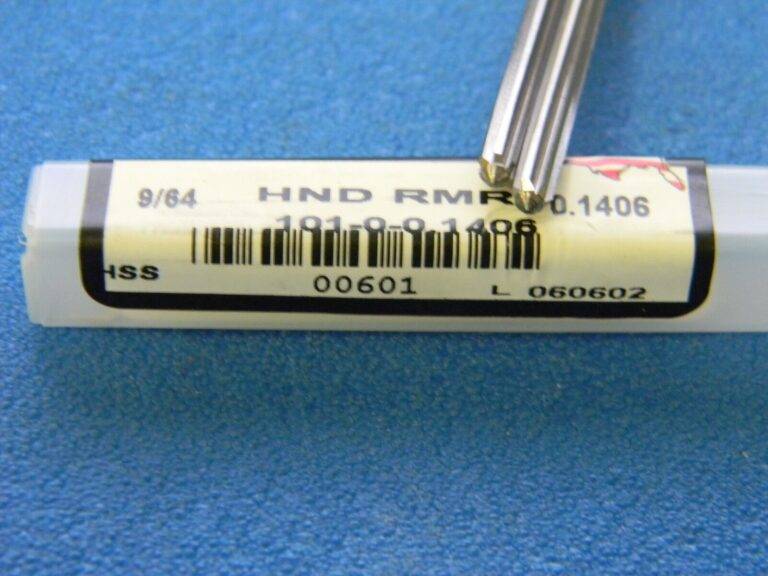 9/64 HND RMR 0.1406
101-0-0.1406
HSS
00601 L 060602